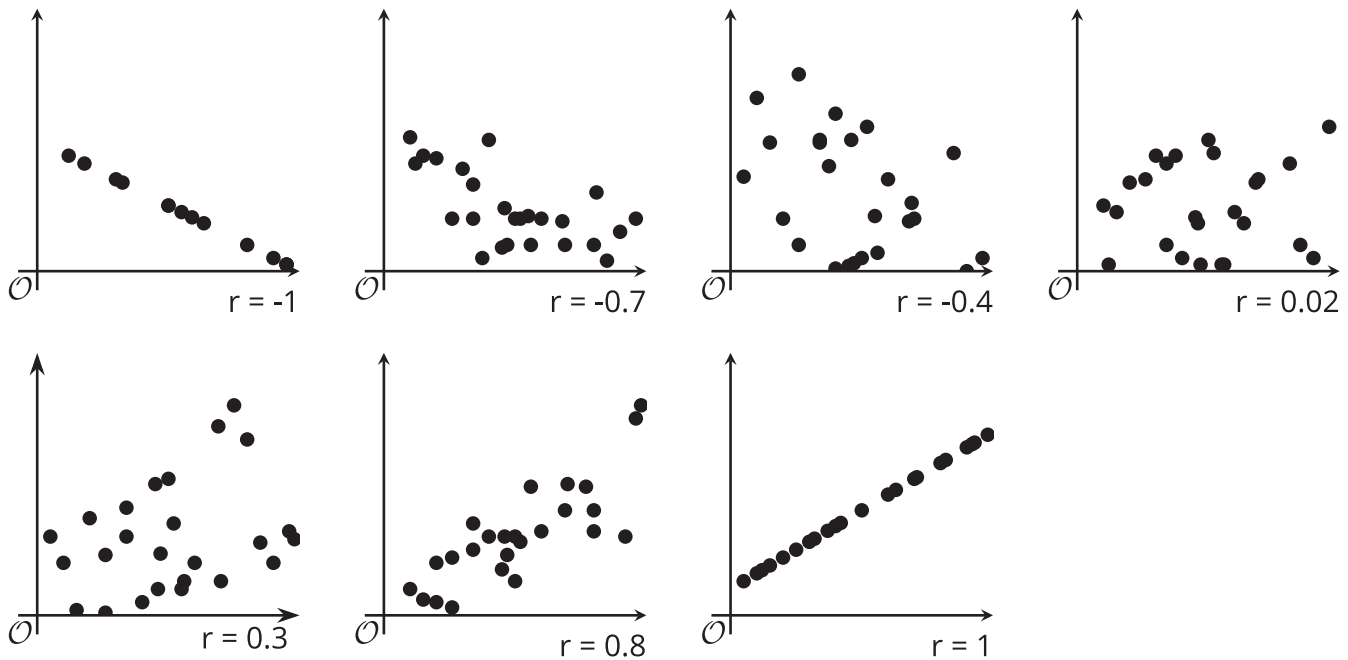 O
r = -1
O
r = -0.7
O
r = -0.4
O
r = 0.02
O
r = 0.3
O
r = 0.8
O
r = 1